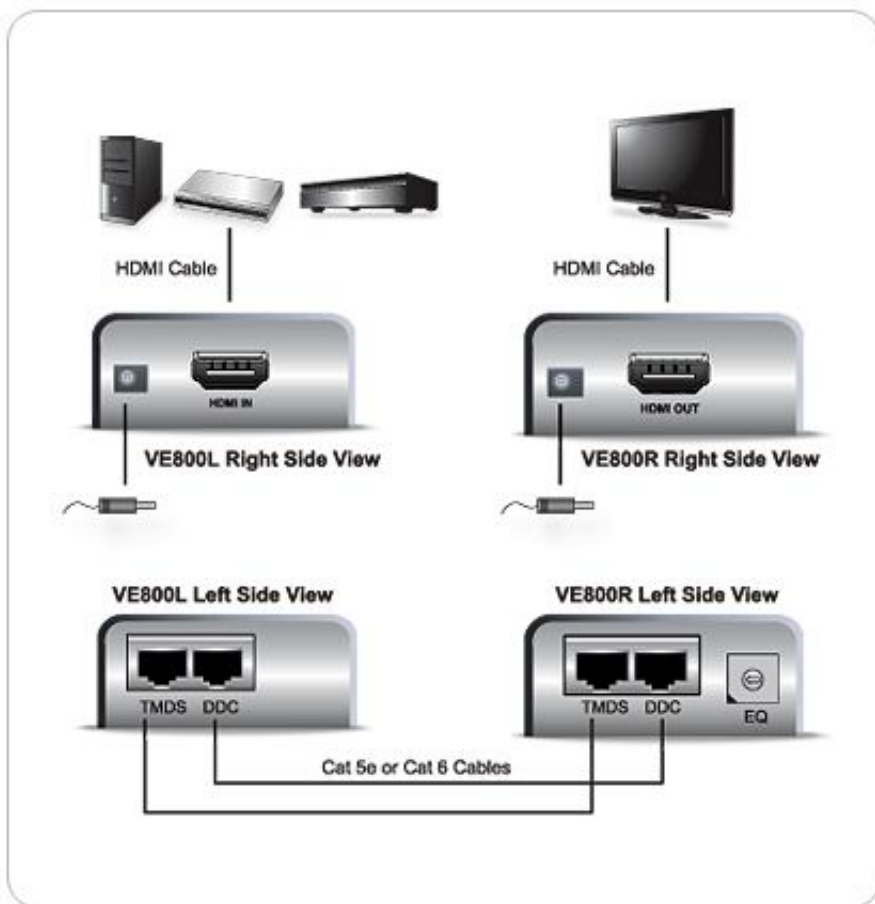 HDMI Cable
HDMI Cable
HDMI IN
HDMI OUT
VE800L Right Side View
VE800R Right Side View
VE800L Left Side View
VE800R Left Side View
TMDS DDC
TMDS DDC
EQ
Cat 5e or Cat 6 Cables